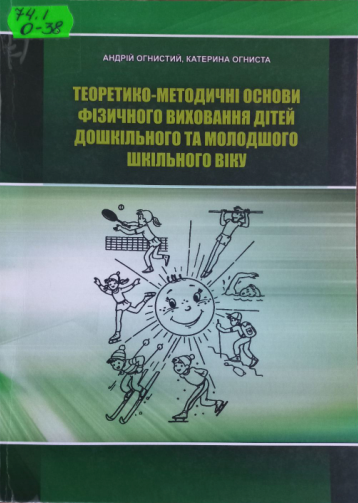 74.1
О-38
АНДРІЙ ОГНИСТИЙ, КАТЕРИНА ОГНИСТА
ТЕОРЕТИКО-МЕТОДИЧНІ ОСНОВИ
ФІЗИЧНОГО ВИХОВАННЯ ДІТЕЙ
ДОШКІЛЬНОГО ТА МОЛОДШОГО
ШКІЛЬНОГО ВІКУ